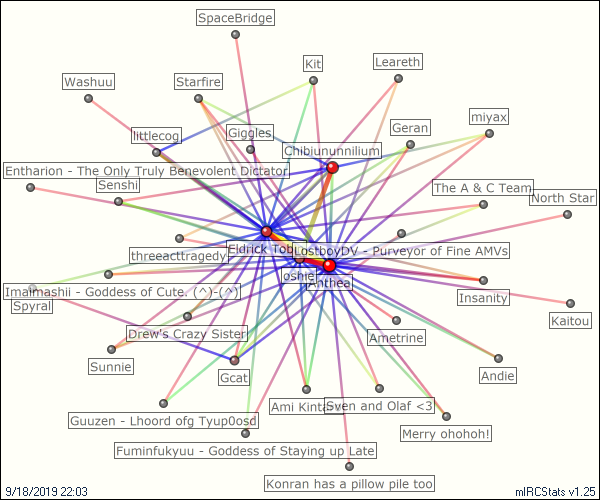 SpaceBridge
Kit
Leareth
Washuu
Starfire
miyax
Geran
Giggles
littlecog
Chibiununnilium
Entharion - The Only Truly Benevolent Dictator
Senshi
The A & C Team
North Star
Eldrick Tob
LostboyDV - Purveyor of Fine AMVs
threeacttragedy
joshie
Anthea
Imaimashii - Goddess of Cute. (^)-(^)
Insanity
Spyral
Kaitou
Drew's Crazy Sister
Ametrine
Sunnie
Gcat
Andie
Ami Kinta
Sven and Olaf <3
Guuzen - Lhoord ofg Tyup0osd
Merry ohohoh!
Fuminfukyuu - Goddess of Staying up Late
Konran has a pillow pile too
9/18/2019 22:03
mIRCStats v1.25